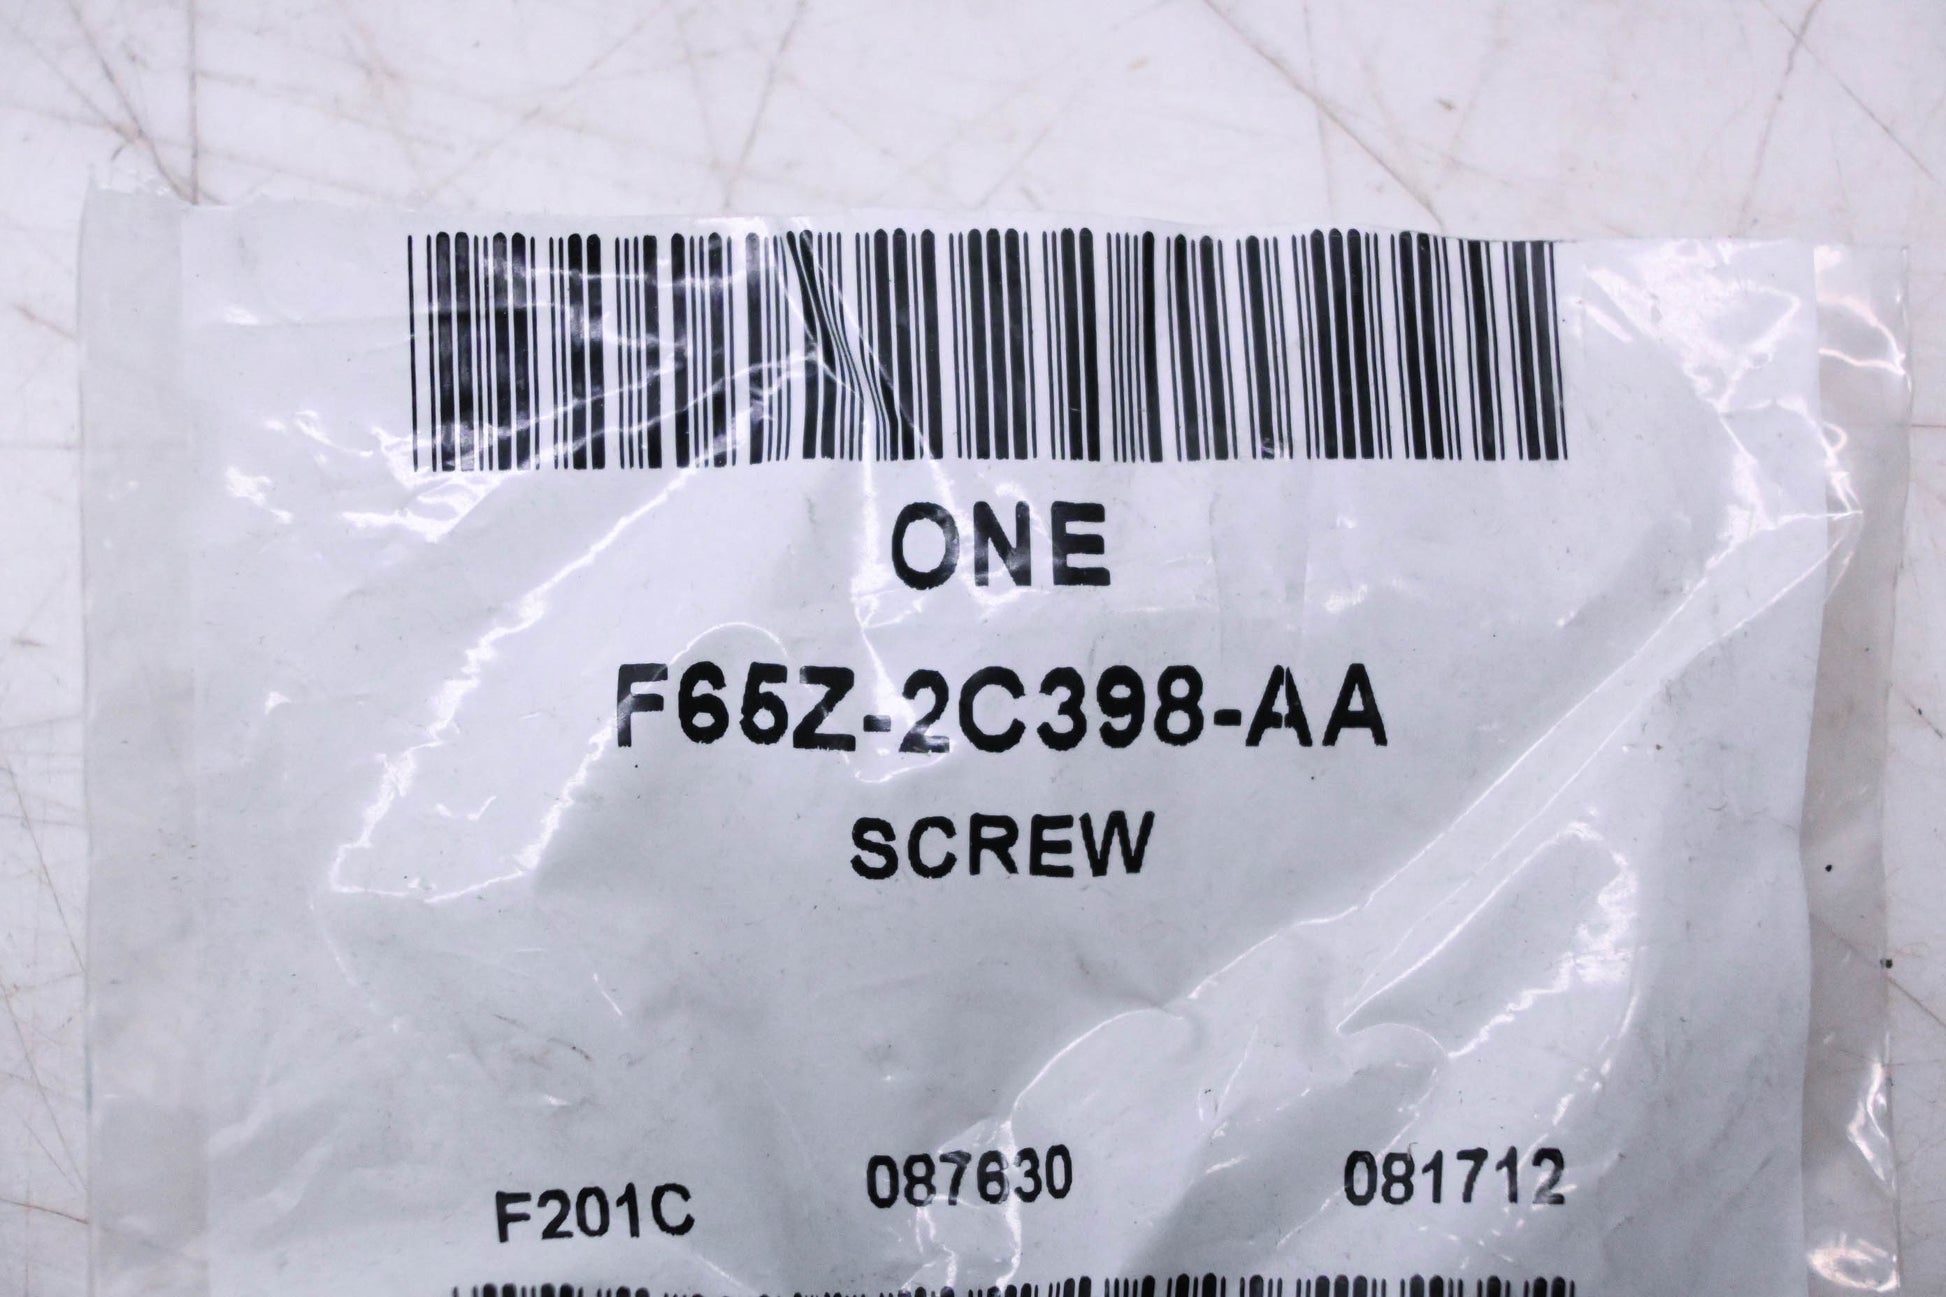 ONE
F65Z-2C398-AA
SCREW
F201C 087630 081712